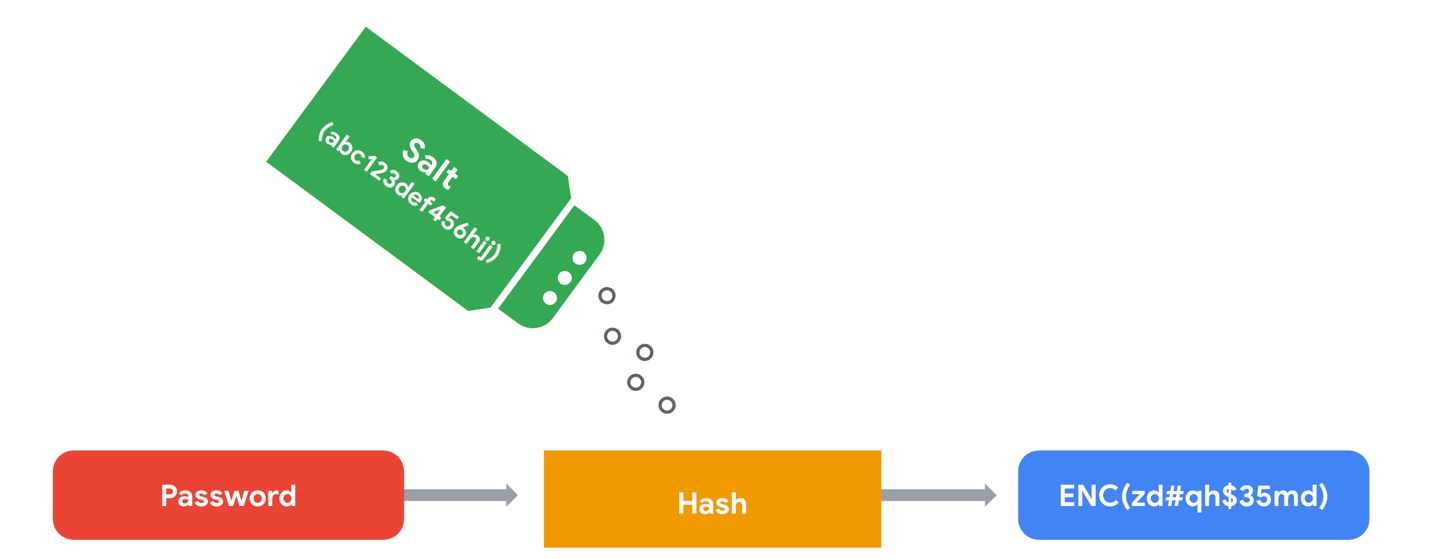 Salt
(abc123def456hij)
Password
Hash
ENC(zd#qh$35md)